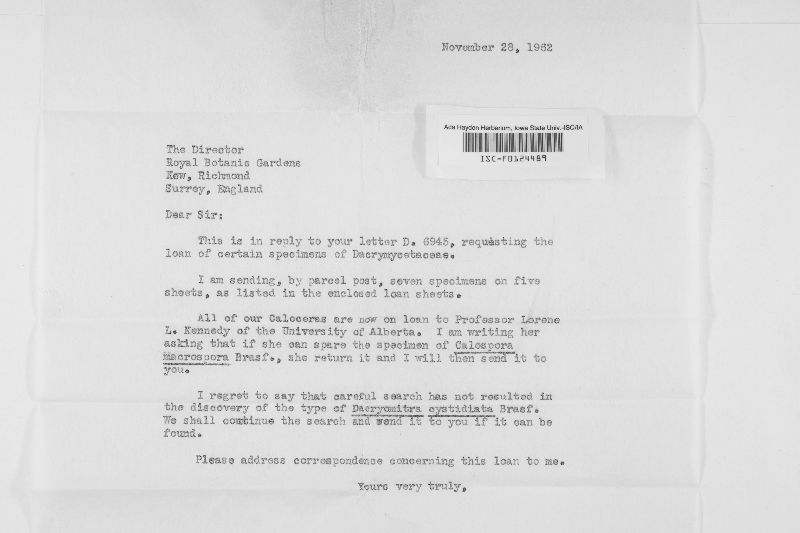 November 28, 1962
Ada Hayden Herbarium, Iowa State Univ.-ISC/IA
ISC-F0124489
The Director
Royal Botanic Gardens
Kew, Richmond
Surrey, England
Dear Sir:
This is in reply to your letter D. 6945, requesting the
loan of certain specimens of Dacrymycetaceae.
I am sending, by parcel post, seven specimens on five
sheets, as listed in the enclosed loan sheets.
All of our Caloceras are now on loan to Professor Lorene
L. Kennedy of the University of Alberta. I am writing her
asking that if she can spare the specimen of Calospora
macrospora Brasf., she return it and I will then send it to
you.
I regret to say that careful search has not resulted in
the discovery of the type of Dacryomitra cystidiata Brasf.
We shall continue the search and send it to you if it can be
found.
Please address correspondence concerning this loan to me.
Yours very truly,